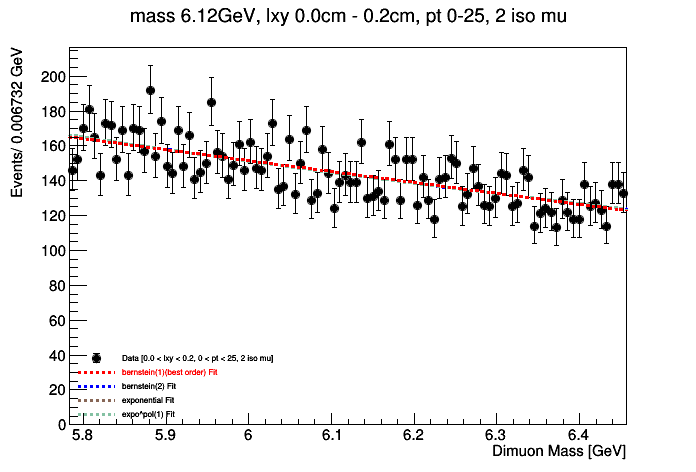 mass 6.12GeV, lxy 0.0cm - 0.2cm, pt 0-25, 2 iso mu
Events/ 0.006732 GeV
200
180
160
140
120
100
80
60
40
20
0
Data [0.0 < lxy < 0.2, 0 < pt < 25, 2 iso mu]
bernstein(1)(best order) Fit
bernstein(2) Fit
exponential Fit
expo^pol(1) Fit
5.8 5.9 6 6.1 6.2 6.3 6.4
Dimuon Mass [GeV]